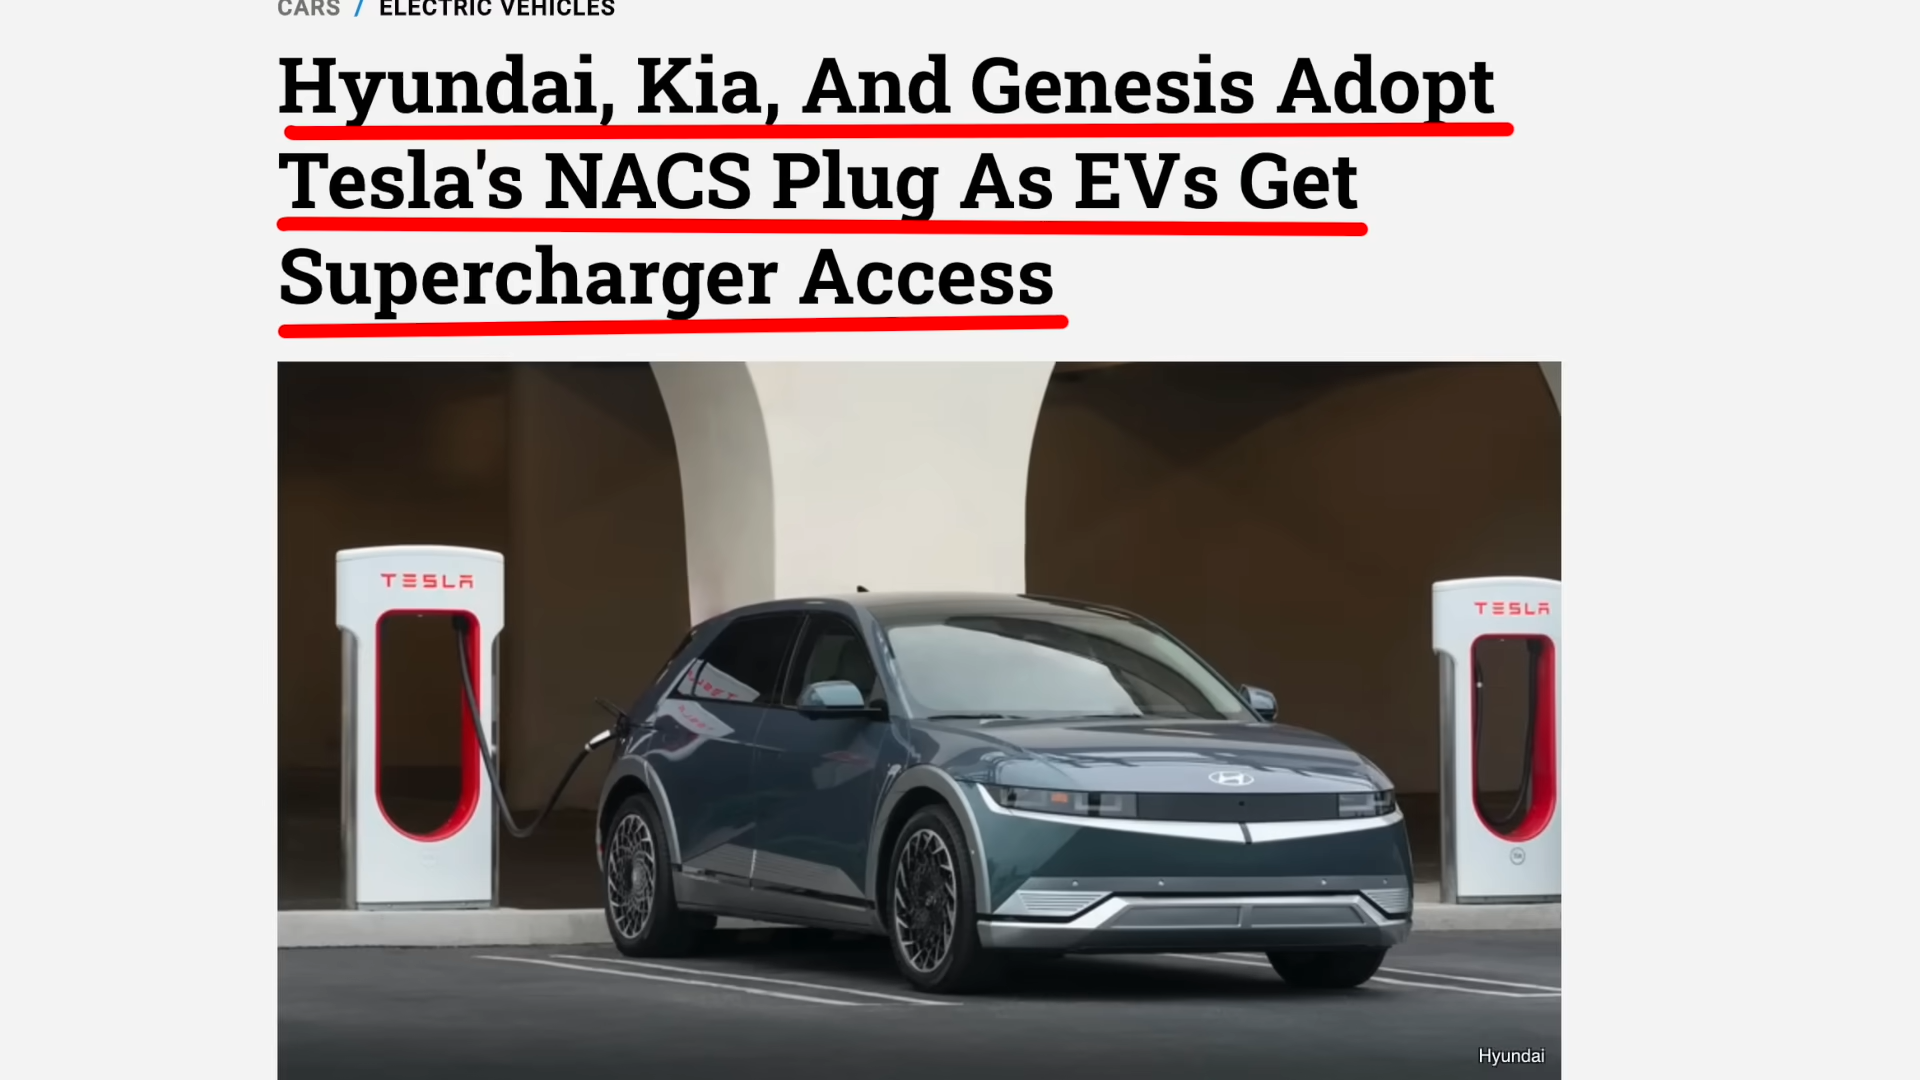 CARS / ELECTRIC VEHICLES
Hyundai, Kia, And Genesis Adopt
Tesla's NACS Plug As EVs Get
Supercharger Access
TESLA
TESLA
Hyundai